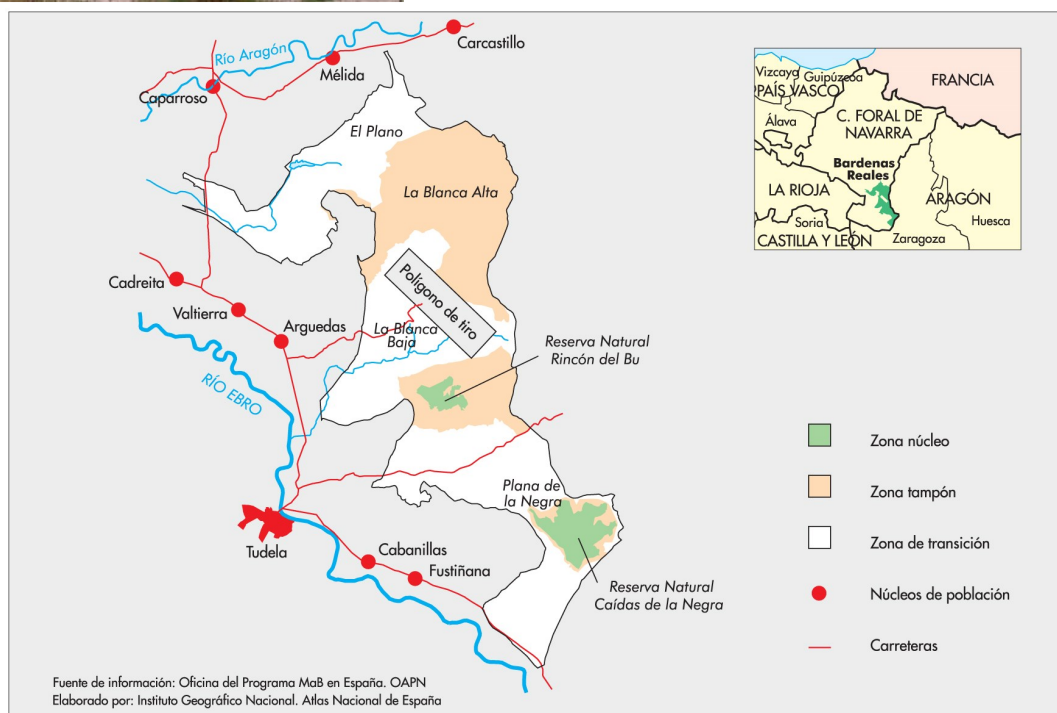 Río Aragón
Carcastillo
Mélida
Caparroso
El Plano
La Blanca Alta
Cadreita
Valtierra
Arguedas
Polígono de tiro
La Blanca
Baja
RÍO EBRO
Reserva Natural
Rincón del Bu
Plana de
la Negra
Tudela
Cabanillas
Fustiñana
Reserva Natural
Caídas de la Negra
Vizcaya
Guipúzcoa
PAÍS VASCO
FRANCIA
Álava
C. FORAL DE
NAVARRA
Bardenas
Reales
LA RIOJA
ARAGÓN
Soria
Huesca
CASTILLA Y LEÓN
Zaragoza
Zona núcleo
Zona tampón
Zona de transición
Núcleos de población
Carreteras
Fuente de información: Oficina del Programa MaB en España. OAPN
Elaborado por: Instituto Geográfico Nacional. Atlas Nacional de España